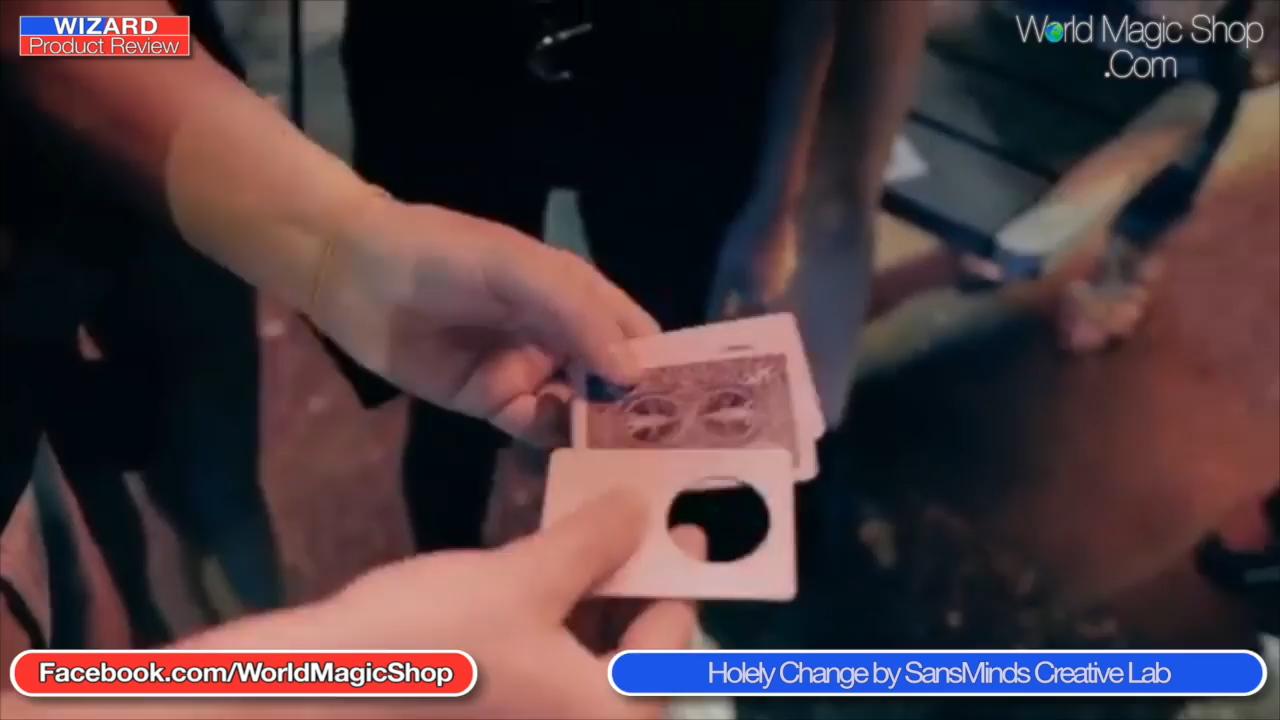 WIZARD
Product Review
World Magic Shop
.Com
Facebook.com/WorldMagicShop
Holely Change by SansMinds Creative Lab